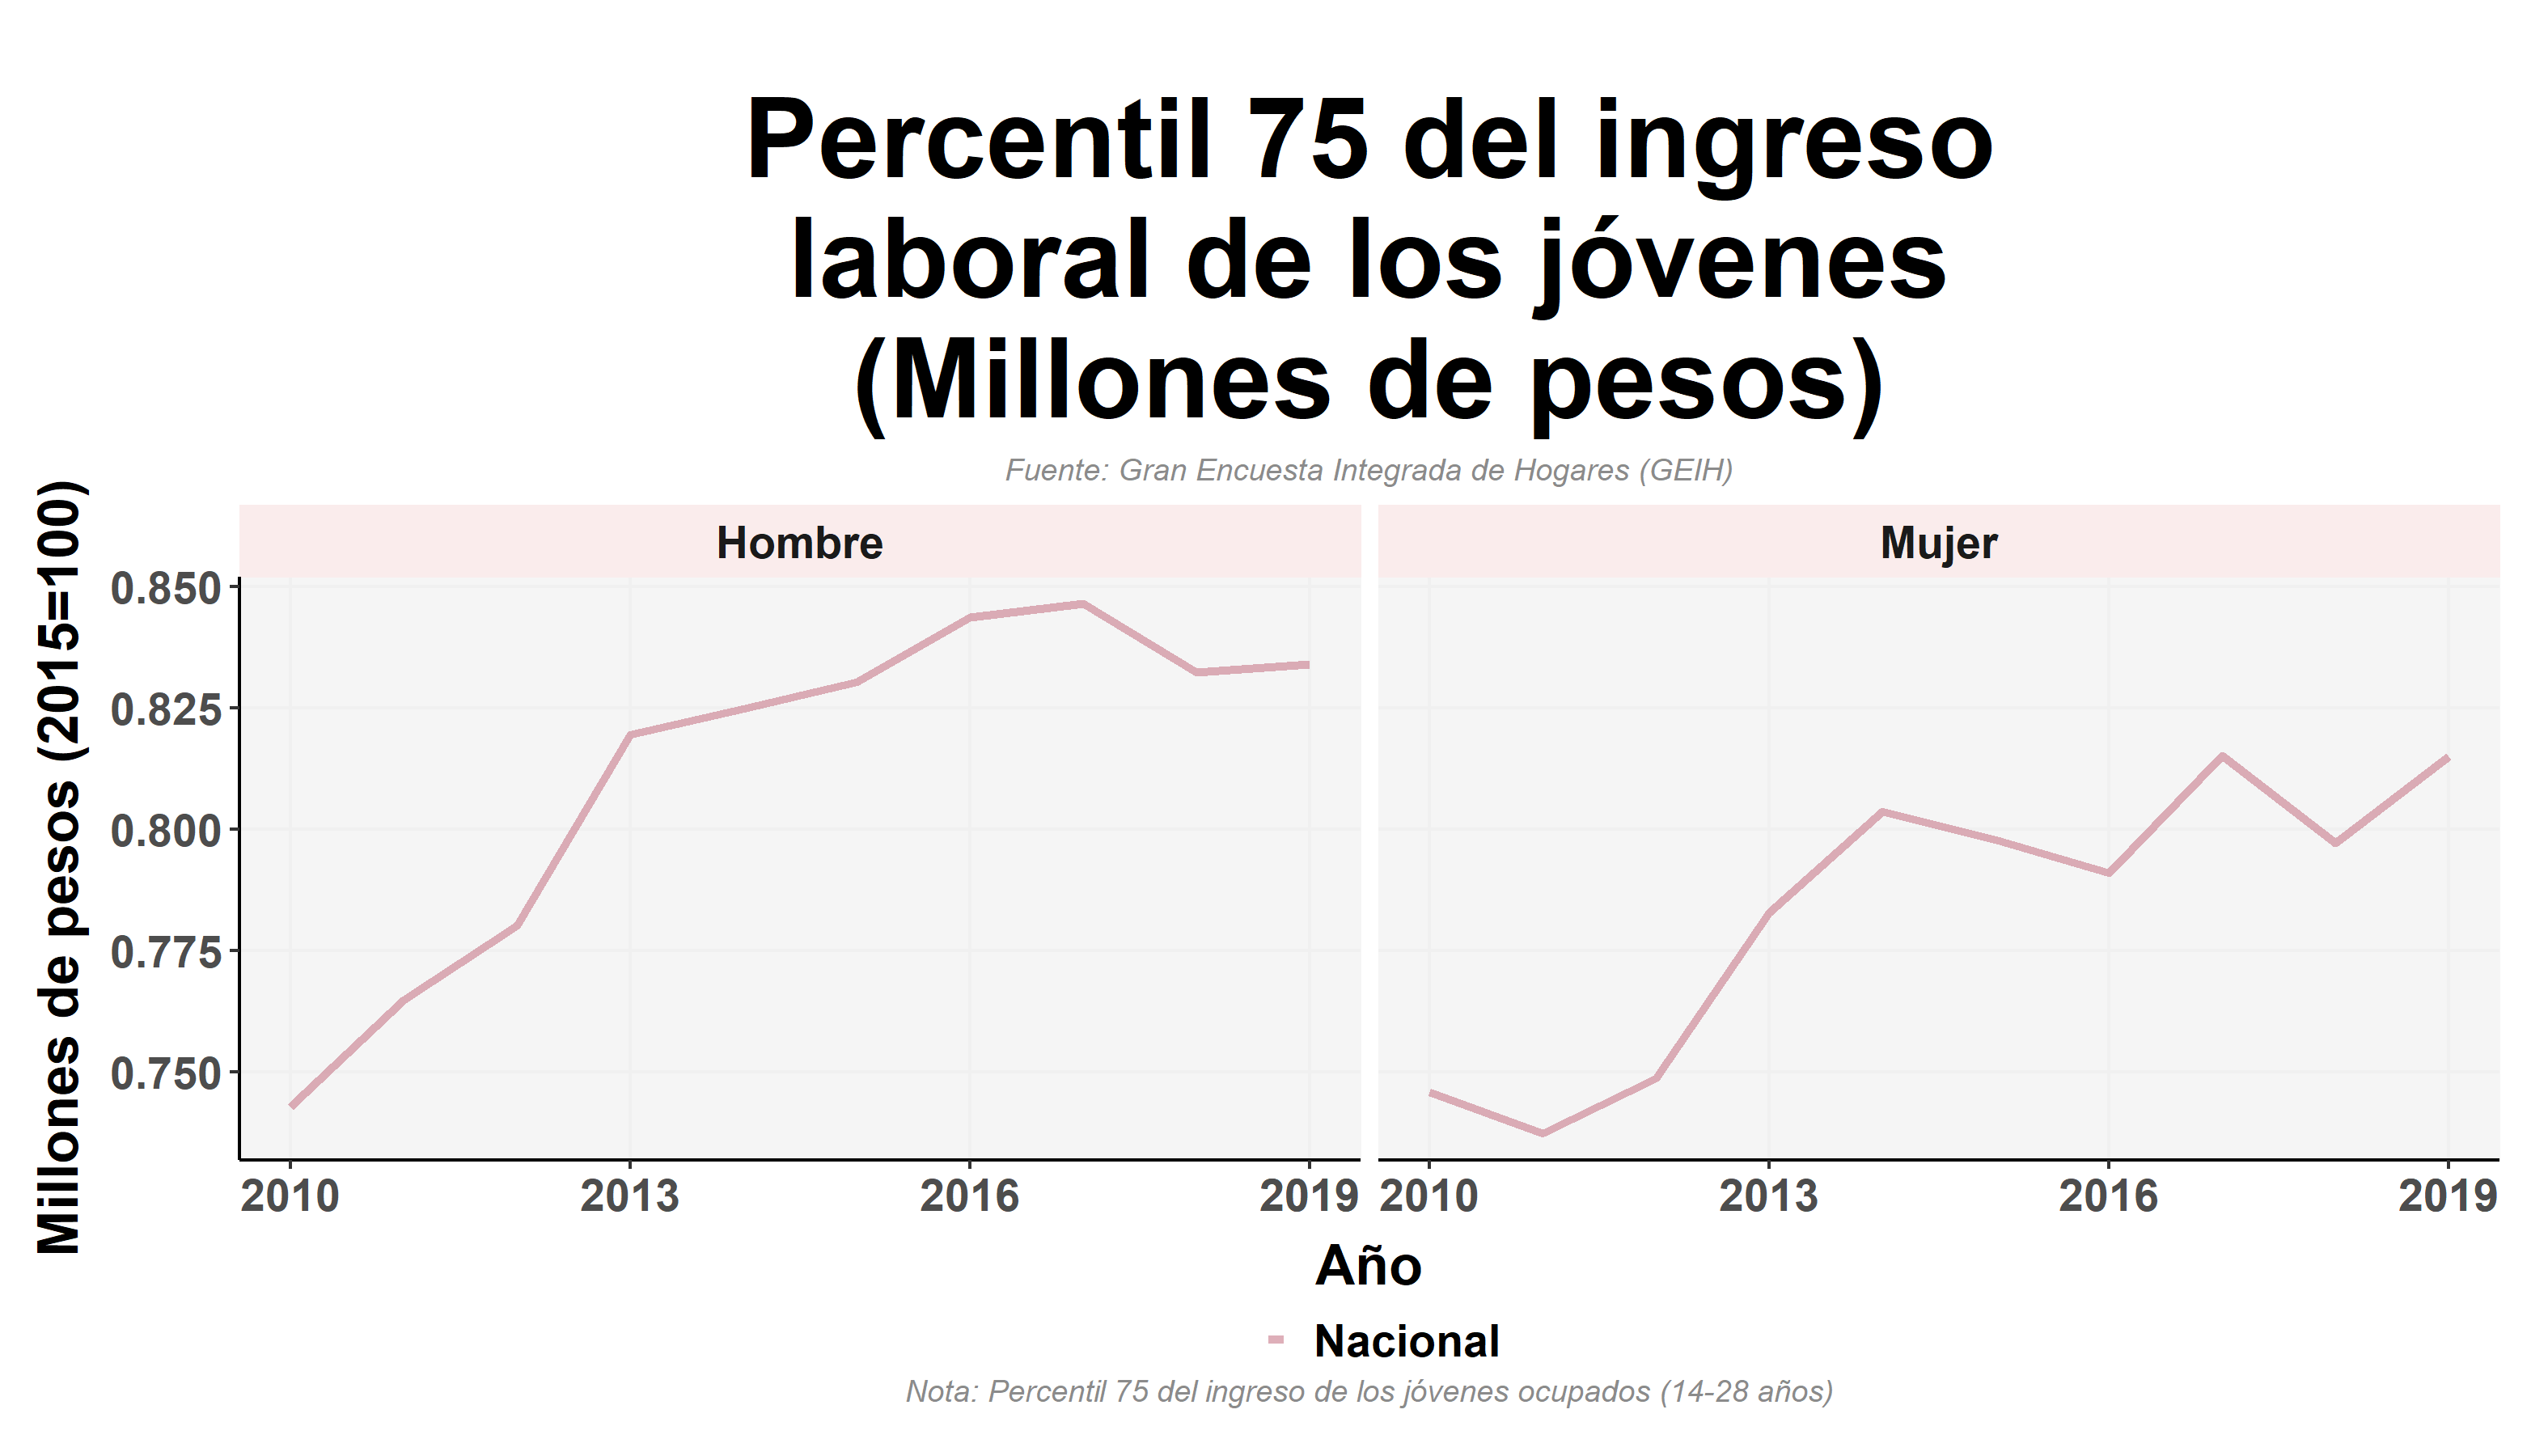 Percentil 75 del ingreso
laboral de los jóvenes
(Millones de pesos)
Fuente: Gran Encuesta Integrada de Hogares (GEIH)
Millones de pesos (2015=100)
Hombre
Mujer
0.850
0.825
0.800
0.775
0.750
2010 2013 2016 2019
2010 2013 2016 2019
Año
Nacional
Nota: Percentil 75 del ingreso de los jóvenes ocupados (14-28 años)